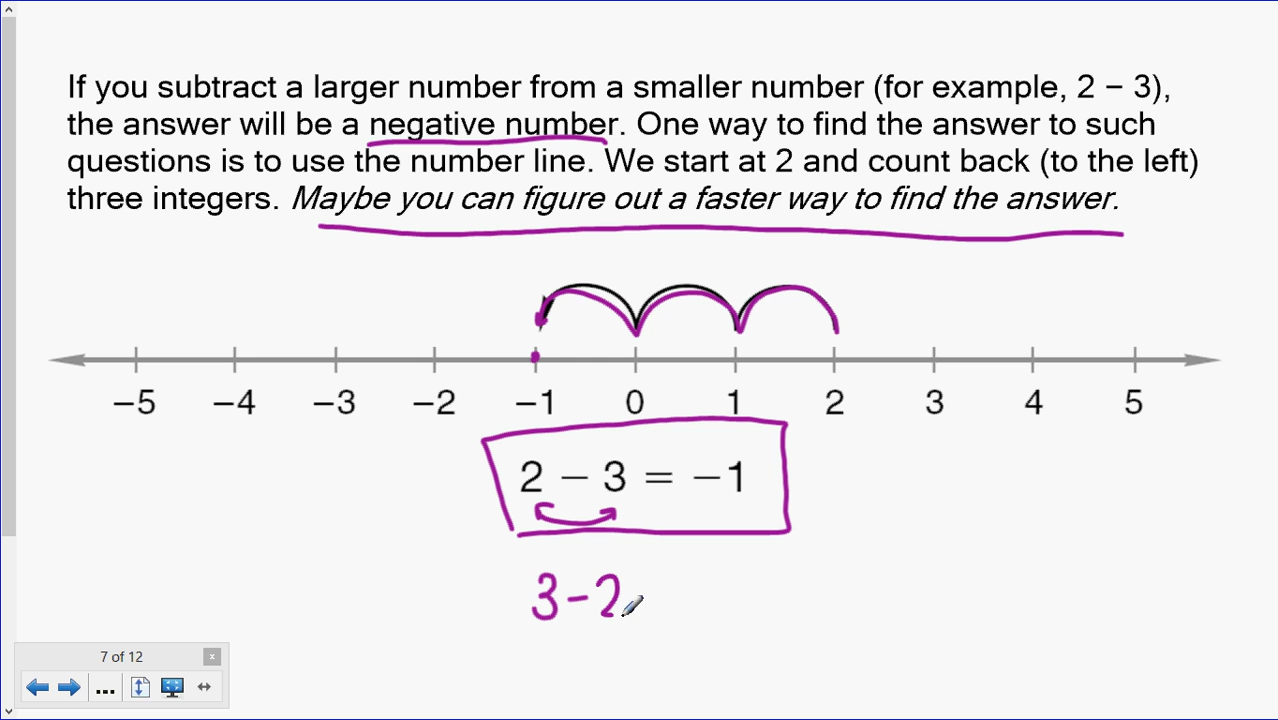 If you subtract a larger number from a smaller number (for example, 2 − 3),
the answer will be a negative number. One way to find the answer to such
questions is to use the number line. We start at 2 and count back (to the left)
three integers. Maybe you can figure out a faster way to find the answer.
−5 −4 −3 −2 −1 0 1 2 3 4 5
2 − 3 = −1
3-2
7 of 12